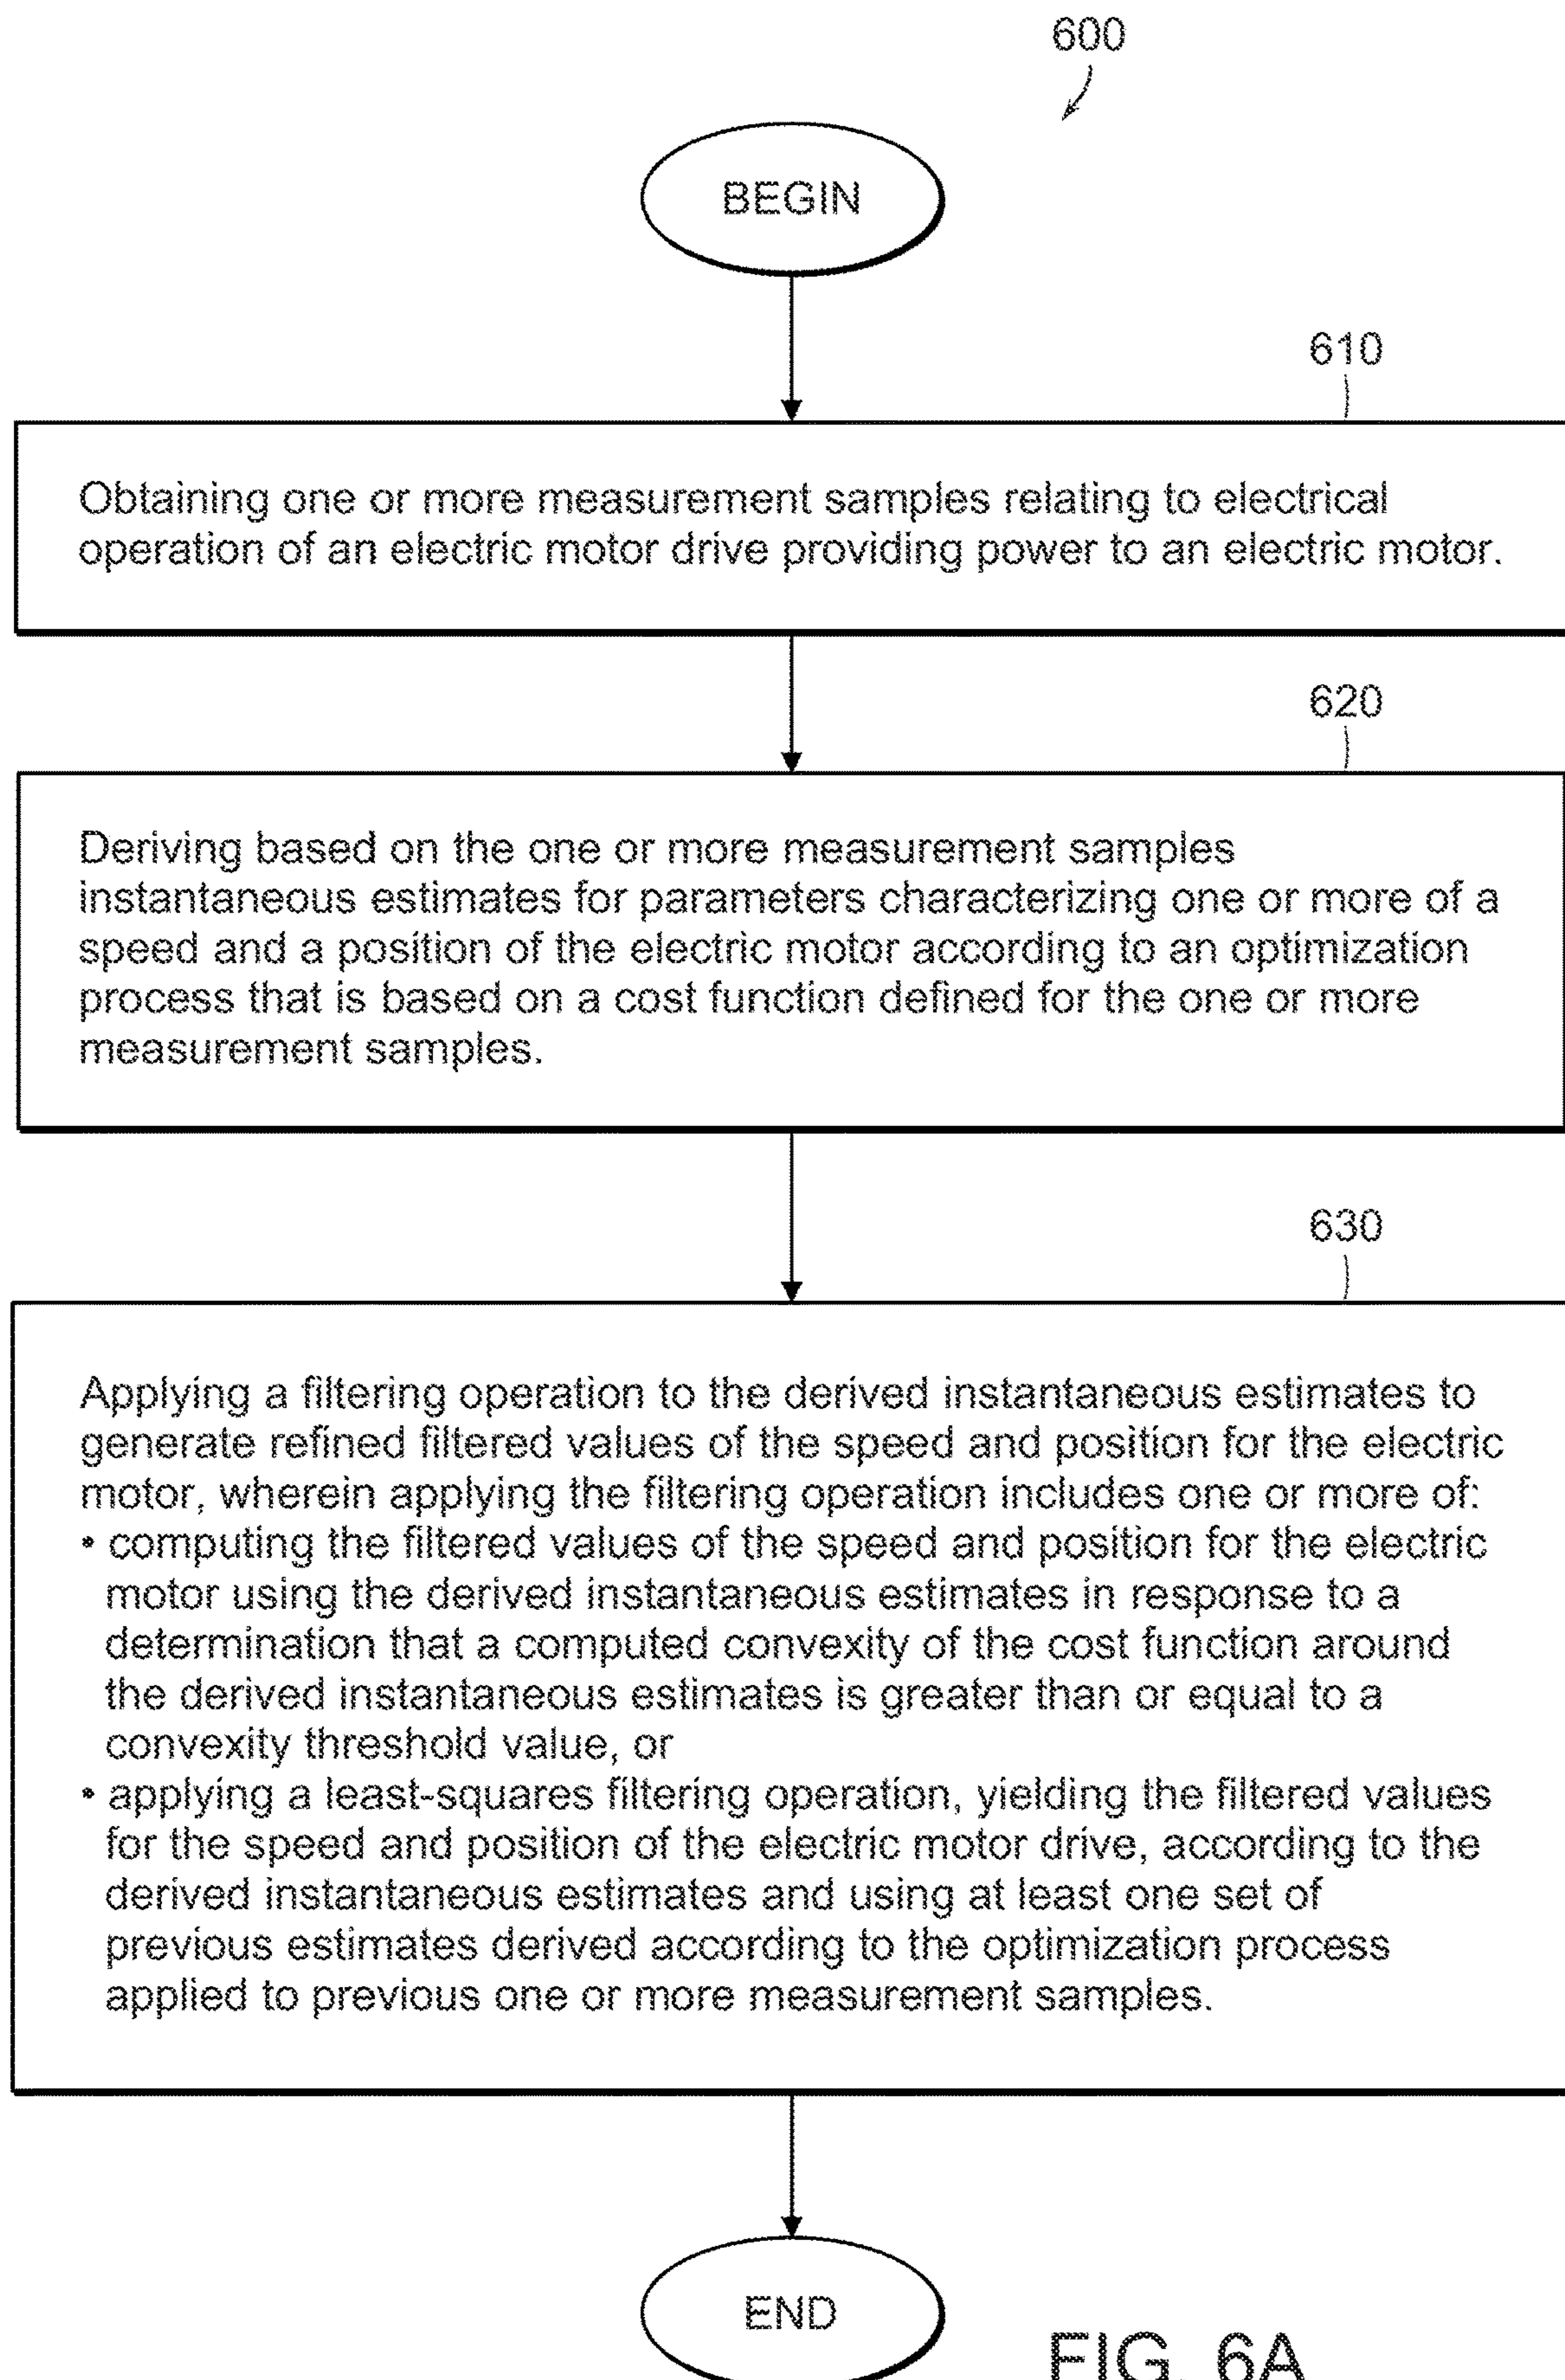 600
BEGIN
610
Obtaining one or more measurement samples relating to electrical
operation of an electric motor drive providing power to an electric motor.
620
Deriving based on the one or more measurement samples
instantaneous estimates for parameters characterizing one or more of a
speed and a position of the electric motor according to an optimization
process that is based on a cost function defined for the one or more
measurement samples.
630
Applying a filtering operation to the derived instantaneous estimates to
generate refined filtered values of the speed and position for the electric
motor, wherein applying the filtering operation includes one or more of:
• computing the filtered values of the speed and position for the electric
motor using the derived instantaneous estimates in response to a
determination that a computed convexity of the cost function around
the derived instantaneous estimates is greater than or equal to a
convexity threshold value, or
• applying a least-squares filtering operation, yielding the filtered values
for the speed and position of the electric motor drive, according to the
derived instantaneous estimates and using at least one set of
previous estimates derived according to the optimization process
applied to previous one or more measurement samples.
END
FIG. 6A